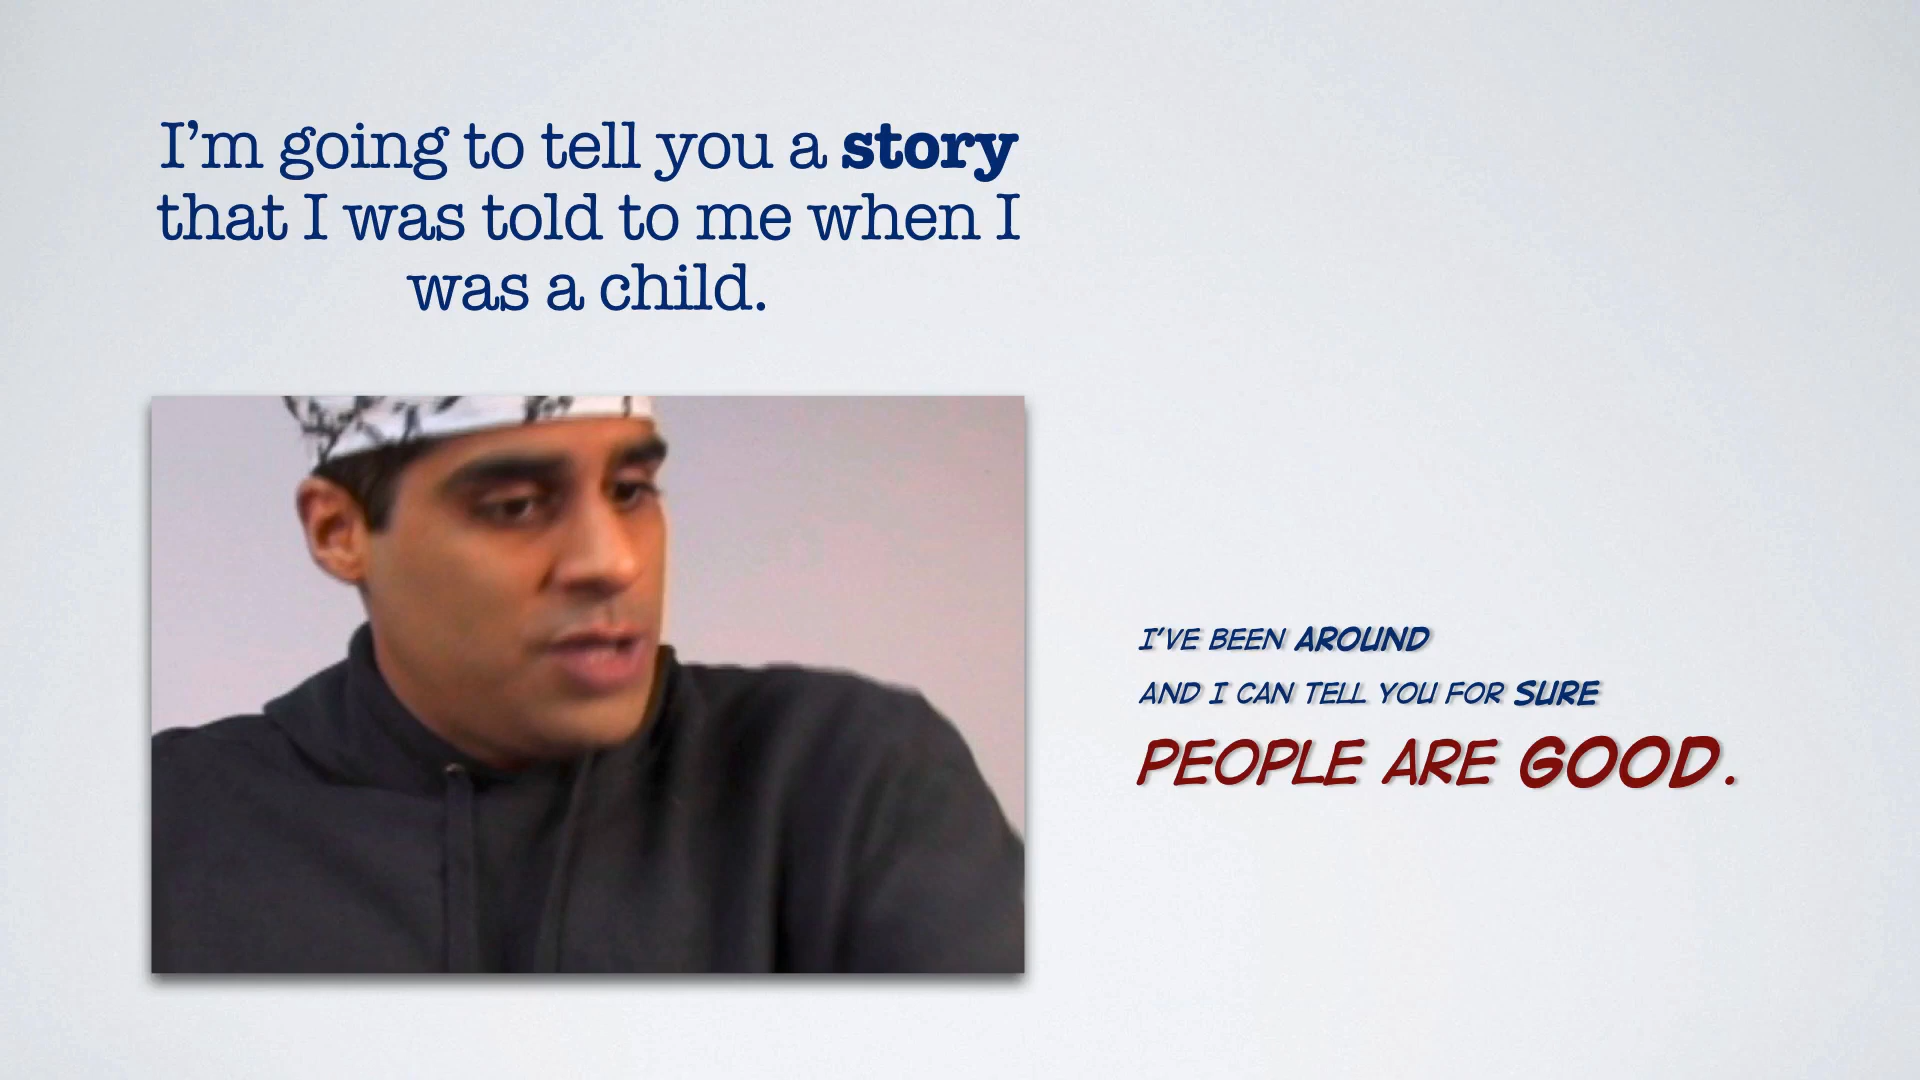 I’m going to tell you a story
that I was told to me when I
was a child.
I'VE BEEN AROUND
AND I CAN TELL YOU FOR SURE
PEOPLE ARE GOOD.